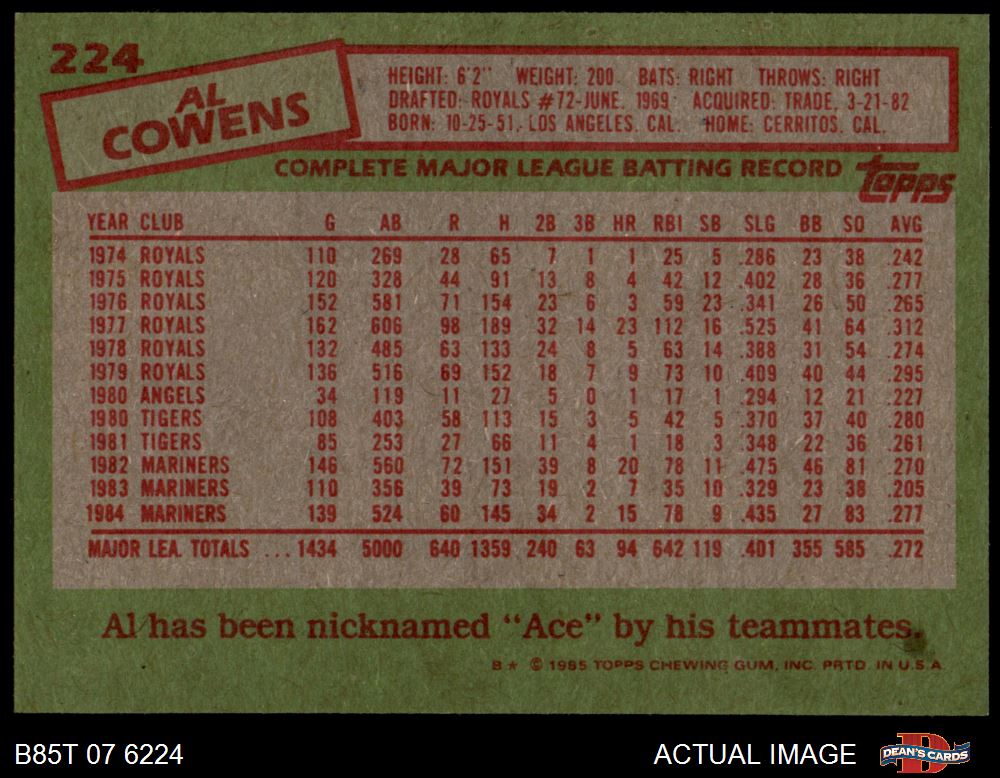 224
AL
COWENS
HEIGHT: 6'2" WEIGHT: 200 BATS: RIGHT THROWS: RIGHT
DRAFTED: ROYALS #72-JUNE, 1969 ACQUIRED: TRADE, 3-21-82
BORN: 10-25-51, LOS ANGELES, CAL. HOME: CERRITOS, CAL.
COMPLETE MAJOR LEAGUE BATTING RECORD
topps
YEAR CLUB G AB R H 2B 3B HR RBI SB SLG BB SO AVG
1974 ROYALS 110 269 28 65 7 1 1 25 5 .286 23 38 .242
1975 ROYALS 120 328 44 91 13 8 4 42 12 .402 28 36 .277
1976 ROYALS 152 581 71 154 23 6 3 59 23 .341 26 50 .265
1977 ROYALS 162 606 98 189 32 14 23 112 16 .525 41 64 .312
1978 ROYALS 132 485 63 133 24 8 5 63 14 .388 31 54 .274
1979 ROYALS 136 516 69 152 18 7 9 73 10 .409 40 44 .295
1980 ANGELS 34 119 11 27 5 0 1 17 1 .294 12 21 .227
1980 TIGERS 108 403 58 113 15 3 5 42 5 .370 37 40 .280
1981 TIGERS 85 253 27 66 11 4 1 18 3 .348 22 36 .261
1982 MARINERS 146 560 72 151 39 8 20 78 11 .475 46 81 .270
1983 MARINERS 110 356 39 73 19 2 7 35 10 .329 23 38 .205
1984 MARINERS 139 524 60 145 34 2 15 78 9 .435 27 83 .277
MAJOR LEA. TOTALS ... 1434 5000 640 1359 240 63 94 642 119 .401 355 585 .272
Al has been nicknamed "Ace" by his teammates.
B* © 1985 TOPPS CHEWING GUM, INC. PRTD. IN U.S.A.
B85T 07 6224
ACTUAL IMAGE
DEAN'S CARDS